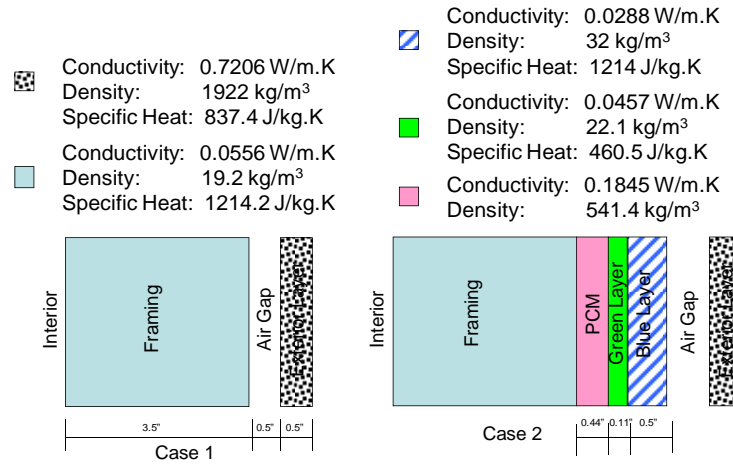 Conductivity: 0.7206 W/m.K
Density: 1922 kg/m³
Specific Heat: 837.4 J/kg.K
Conductivity: 0.0556 W/m.K
Density: 19.2 kg/m³
Specific Heat: 1214.2 J/kg.K
Conductivity: 0.0288 W/m.K
Density: 32 kg/m³
Specific Heat: 1214 J/kg.K
Conductivity: 0.0457 W/m.K
Density: 22.1 kg/m³
Specific Heat: 460.5 J/kg.K
Conductivity: 0.1845 W/m.K
Density: 541.4 kg/m³
Interior
Framing
Air Gap
Exterior Layer
3.5"
0.5"
0.5"
Case 1
Interior
Framing
PCM
Green Layer
Blue Layer
Air Gap
Exterior Layer
0.44"
0.11"
0.5"
Case 2